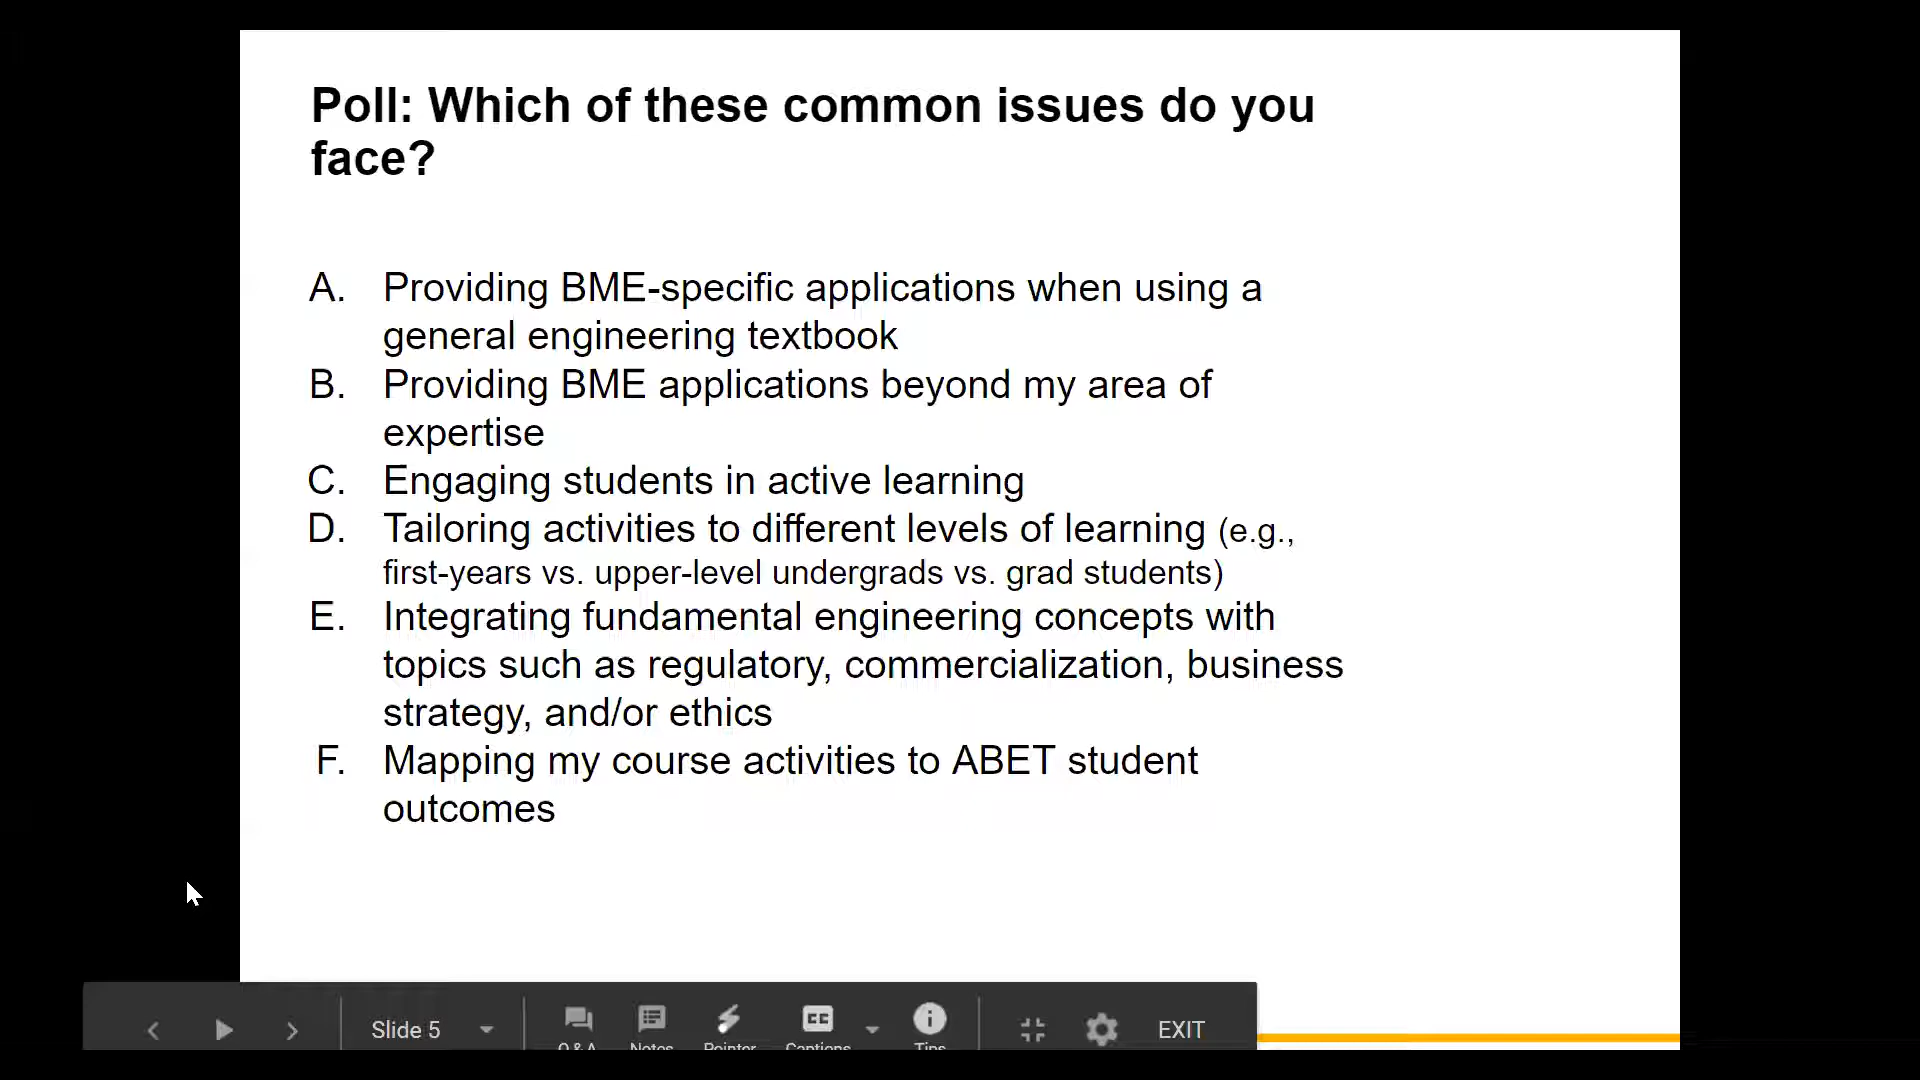 Poll: Which of these common issues do you
face?
A. Providing BME-specific applications when using a
general engineering textbook
B. Providing BME applications beyond my area of
expertise
C. Engaging students in active learning
D. Tailoring activities to different levels of learning (e.g.,
first-years vs. upper-level undergrads vs. grad students)
E. Integrating fundamental engineering concepts with
topics such as regulatory, commercialization, business
strategy, and/or ethics
F. Mapping my course activities to ABET student
outcomes
Slide 5 Q & A Notes Pointer CC Captions Tips EXIT